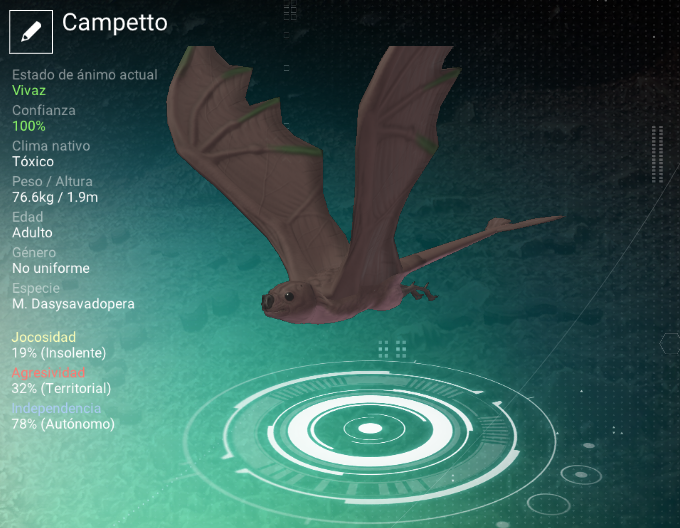 Campetto
Estado de ánimo actual
Vivaz
Confianza
100%
Clima nativo
Tóxico
Peso / Altura
76.6kg / 1.9m
Edad
Adulto
Género
No uniforme
Especie
M. Dasysavadopera
Jocosidad
19% (Insolente)
Agresividad
32% (Territorial)
Independencia
78% (Autónomo)